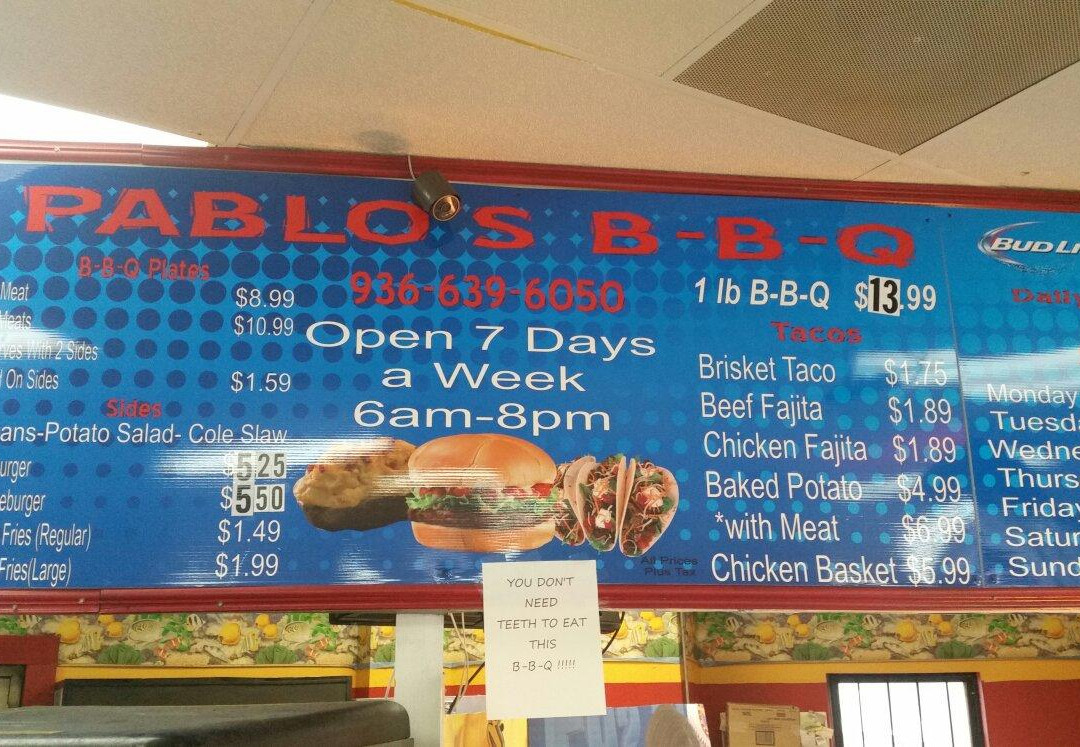 PABLO'S B-B-Q
B-B-Q Plates
Meat $8.99
Meats $10.99
ves With 2 Sides
On Sides $1.59
Sides
ans-Potato Salad- Cole Slaw
urger $5.25
eburger $5.50
Fries (Regular) $1.49
Fries(Large) $1.99
936-639-6050
Open 7 Days
a Week
6am-8pm
1 lb B-B-Q $13.99
Tacos
Brisket Taco $1.75
Beef Fajita $1.89
Chicken Fajita $1.89
Baked Potato $4.99
*with Meat $6.99
Chicken Basket $5.99
All Prices
Plus Tax
BUD LI
Daily
Monday
Tuesda
Wedne
Thurs
Friday
Satur
Sund
YOU DON'T
NEED
TEETH TO EAT
THIS
B-B-Q !!!!!